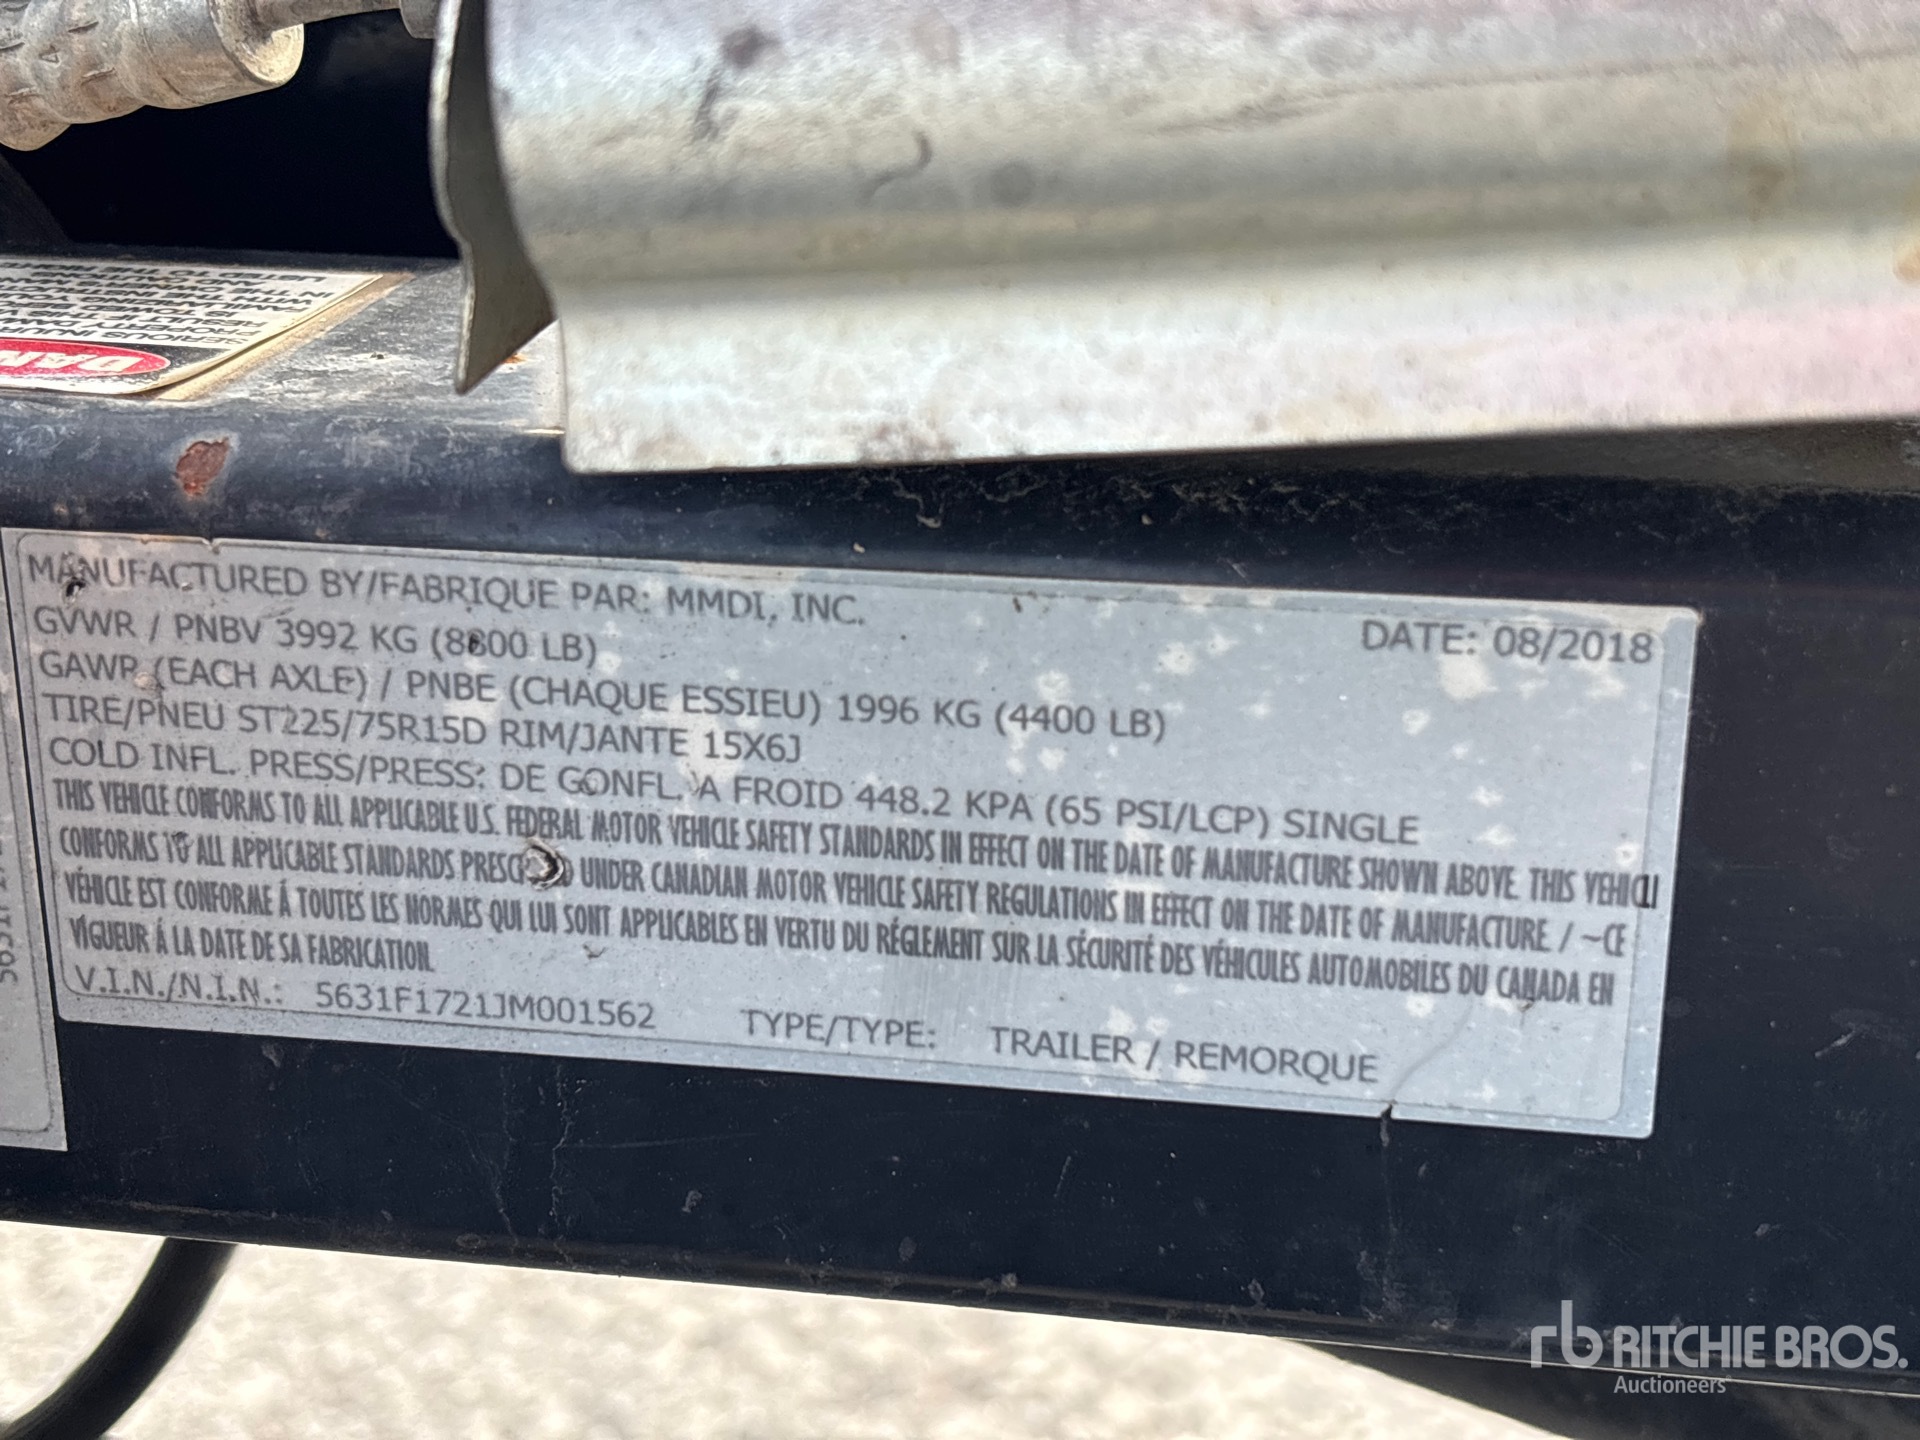 MANUFACTURED BY/FABRIQUE PAR: MMDI, INC.
DATE: 08/2018
GVWR / PNBV 3992 KG (8800 LB)
GAWR (EACH AXLE) / PNBE (CHAQUE ESSIEU) 1996 KG (4400 LB)
TIRE/PNEU ST225/75R15D RIM/JANTE 15X6J
COLD INFL. PRESS/PRESS: DE GONFL. A FROID 448.2 KPA (65 PSI/LCP) SINGLE
THIS VEHICLE CONFORMS TO ALL APPLICABLE U.S. FEDERAL MOTOR VEHICLE SAFETY STANDARDS IN EFFECT ON THE DATE OF MANUFACTURE SHOWN ABOVE. THIS VEHICLE
CONFORMS TO ALL APPLICABLE STANDARDS PRESCRIBED UNDER CANADIAN MOTOR VEHICLE SAFETY REGULATIONS IN EFFECT ON THE DATE OF MANUFACTURE. / ~CE
VÉHICLE EST CONFORME Á TOUTES LES NORMES QUI LUI SONT APPLICABLES EN VERTU DU RÉGLEMENT SUR LA SÉCURITÉ DES VÉHICULES AUTOMOBILES DU CANADA EN
VIGUEUR Á LA DATE DE SA FABRICATION.
V.I.N./N.I.N.: 5631F1721JM001562 TYPE/TYPE: TRAILER / REMORQUE
rb RITCHIE BROS.
Auctioneers